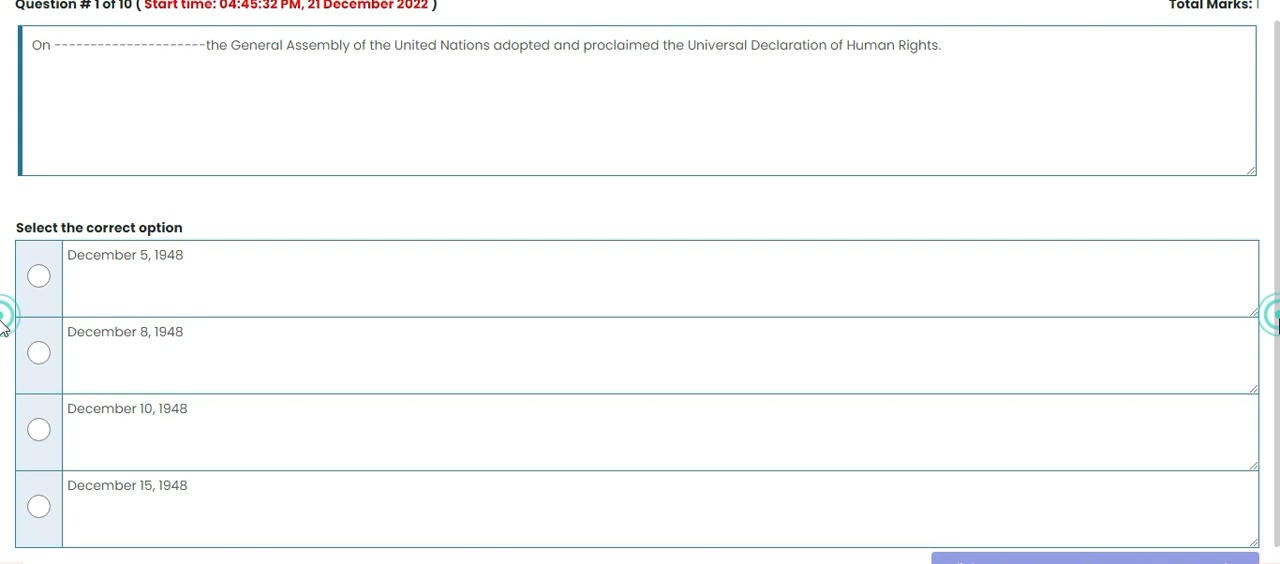 Question # 1 of 10 ( Start time: 04:45:32 PM, 21 December 2022 )
Total Marks: 1
On ---------------------the General Assembly of the United Nations adopted and proclaimed the Universal Declaration of Human Rights.
Select the correct option
December 5, 1948
December 8, 1948
December 10, 1948
December 15, 1948